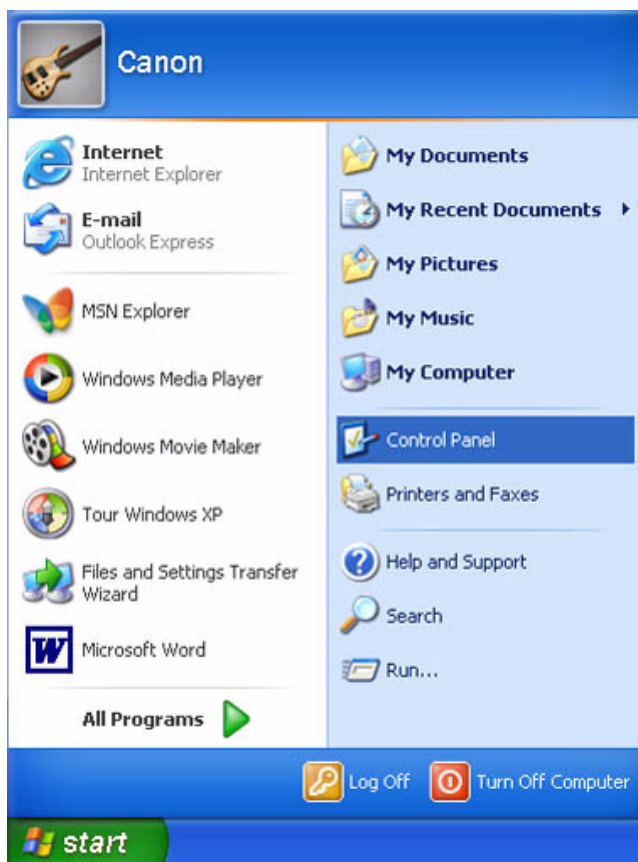 Canon
Internet
Internet Explorer
E-mail
Outlook Express
MSN Explorer
Windows Media Player
Windows Movie Maker
Tour Windows XP
Files and Settings Transfer
Wizard
Microsoft Word
All Programs
My Documents
My Recent Documents
My Pictures
My Music
My Computer
Control Panel
Printers and Faxes
Help and Support
Search
Run...
Log Off
Turn Off Computer
start